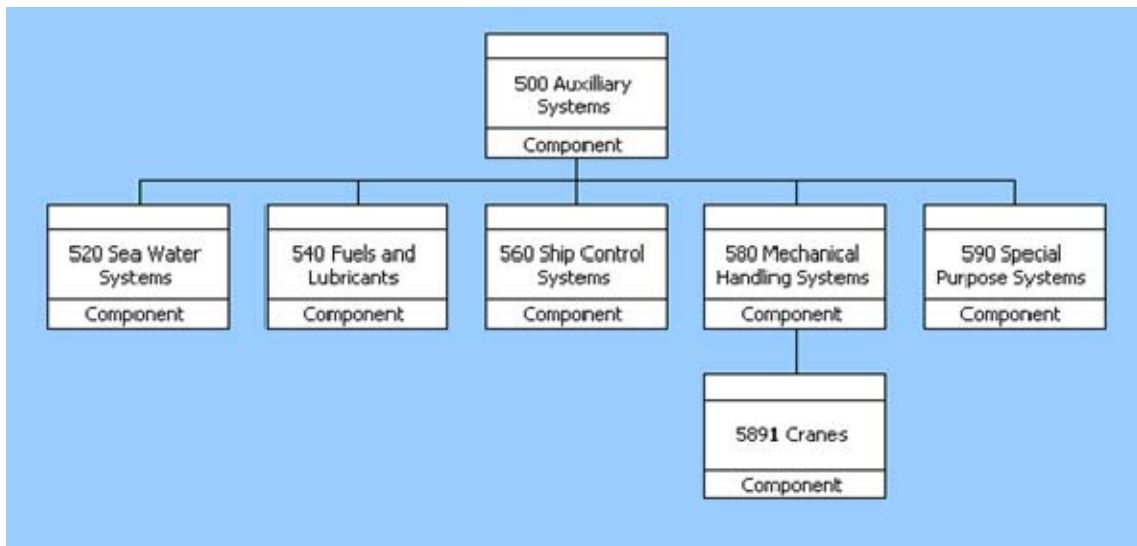 500 Auxilliary
Systems
Component
520 Sea Water
Systems
Component
540 Fuels and
Lubricants
Component
560 Ship Control
Systems
Component
580 Mechanical
Handling Systems
Component
590 Special
Purpose Systems
Component
5891 Cranes
Component